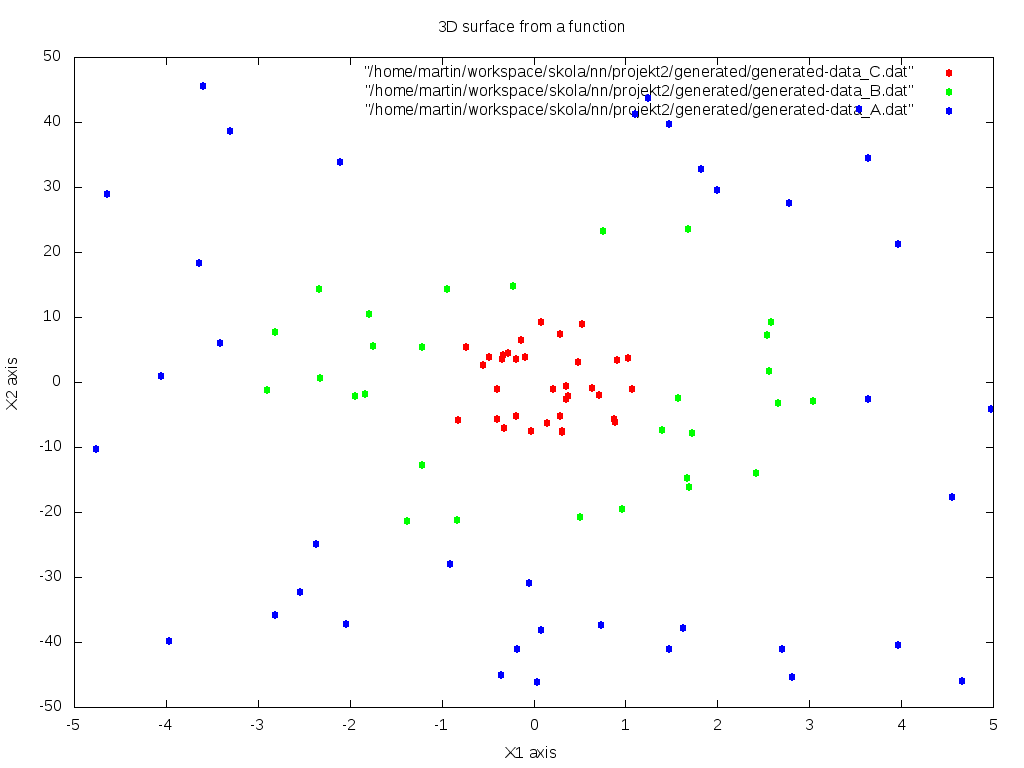 3D surface from a function
"/home/martin/workspace/skola/nn/projekt2/generated/generated-data_C.dat"
"/home/martin/workspace/skola/nn/projekt2/generated/generated-data_B.dat"
"/home/martin/workspace/skola/nn/projekt2/generated/generated-data_A.dat"
50
40
30
20
10
0
-10
-20
-30
-40
-50
X2 axis
-5 -4 -3 -2 -1 0 1 2 3 4 5
X1 axis